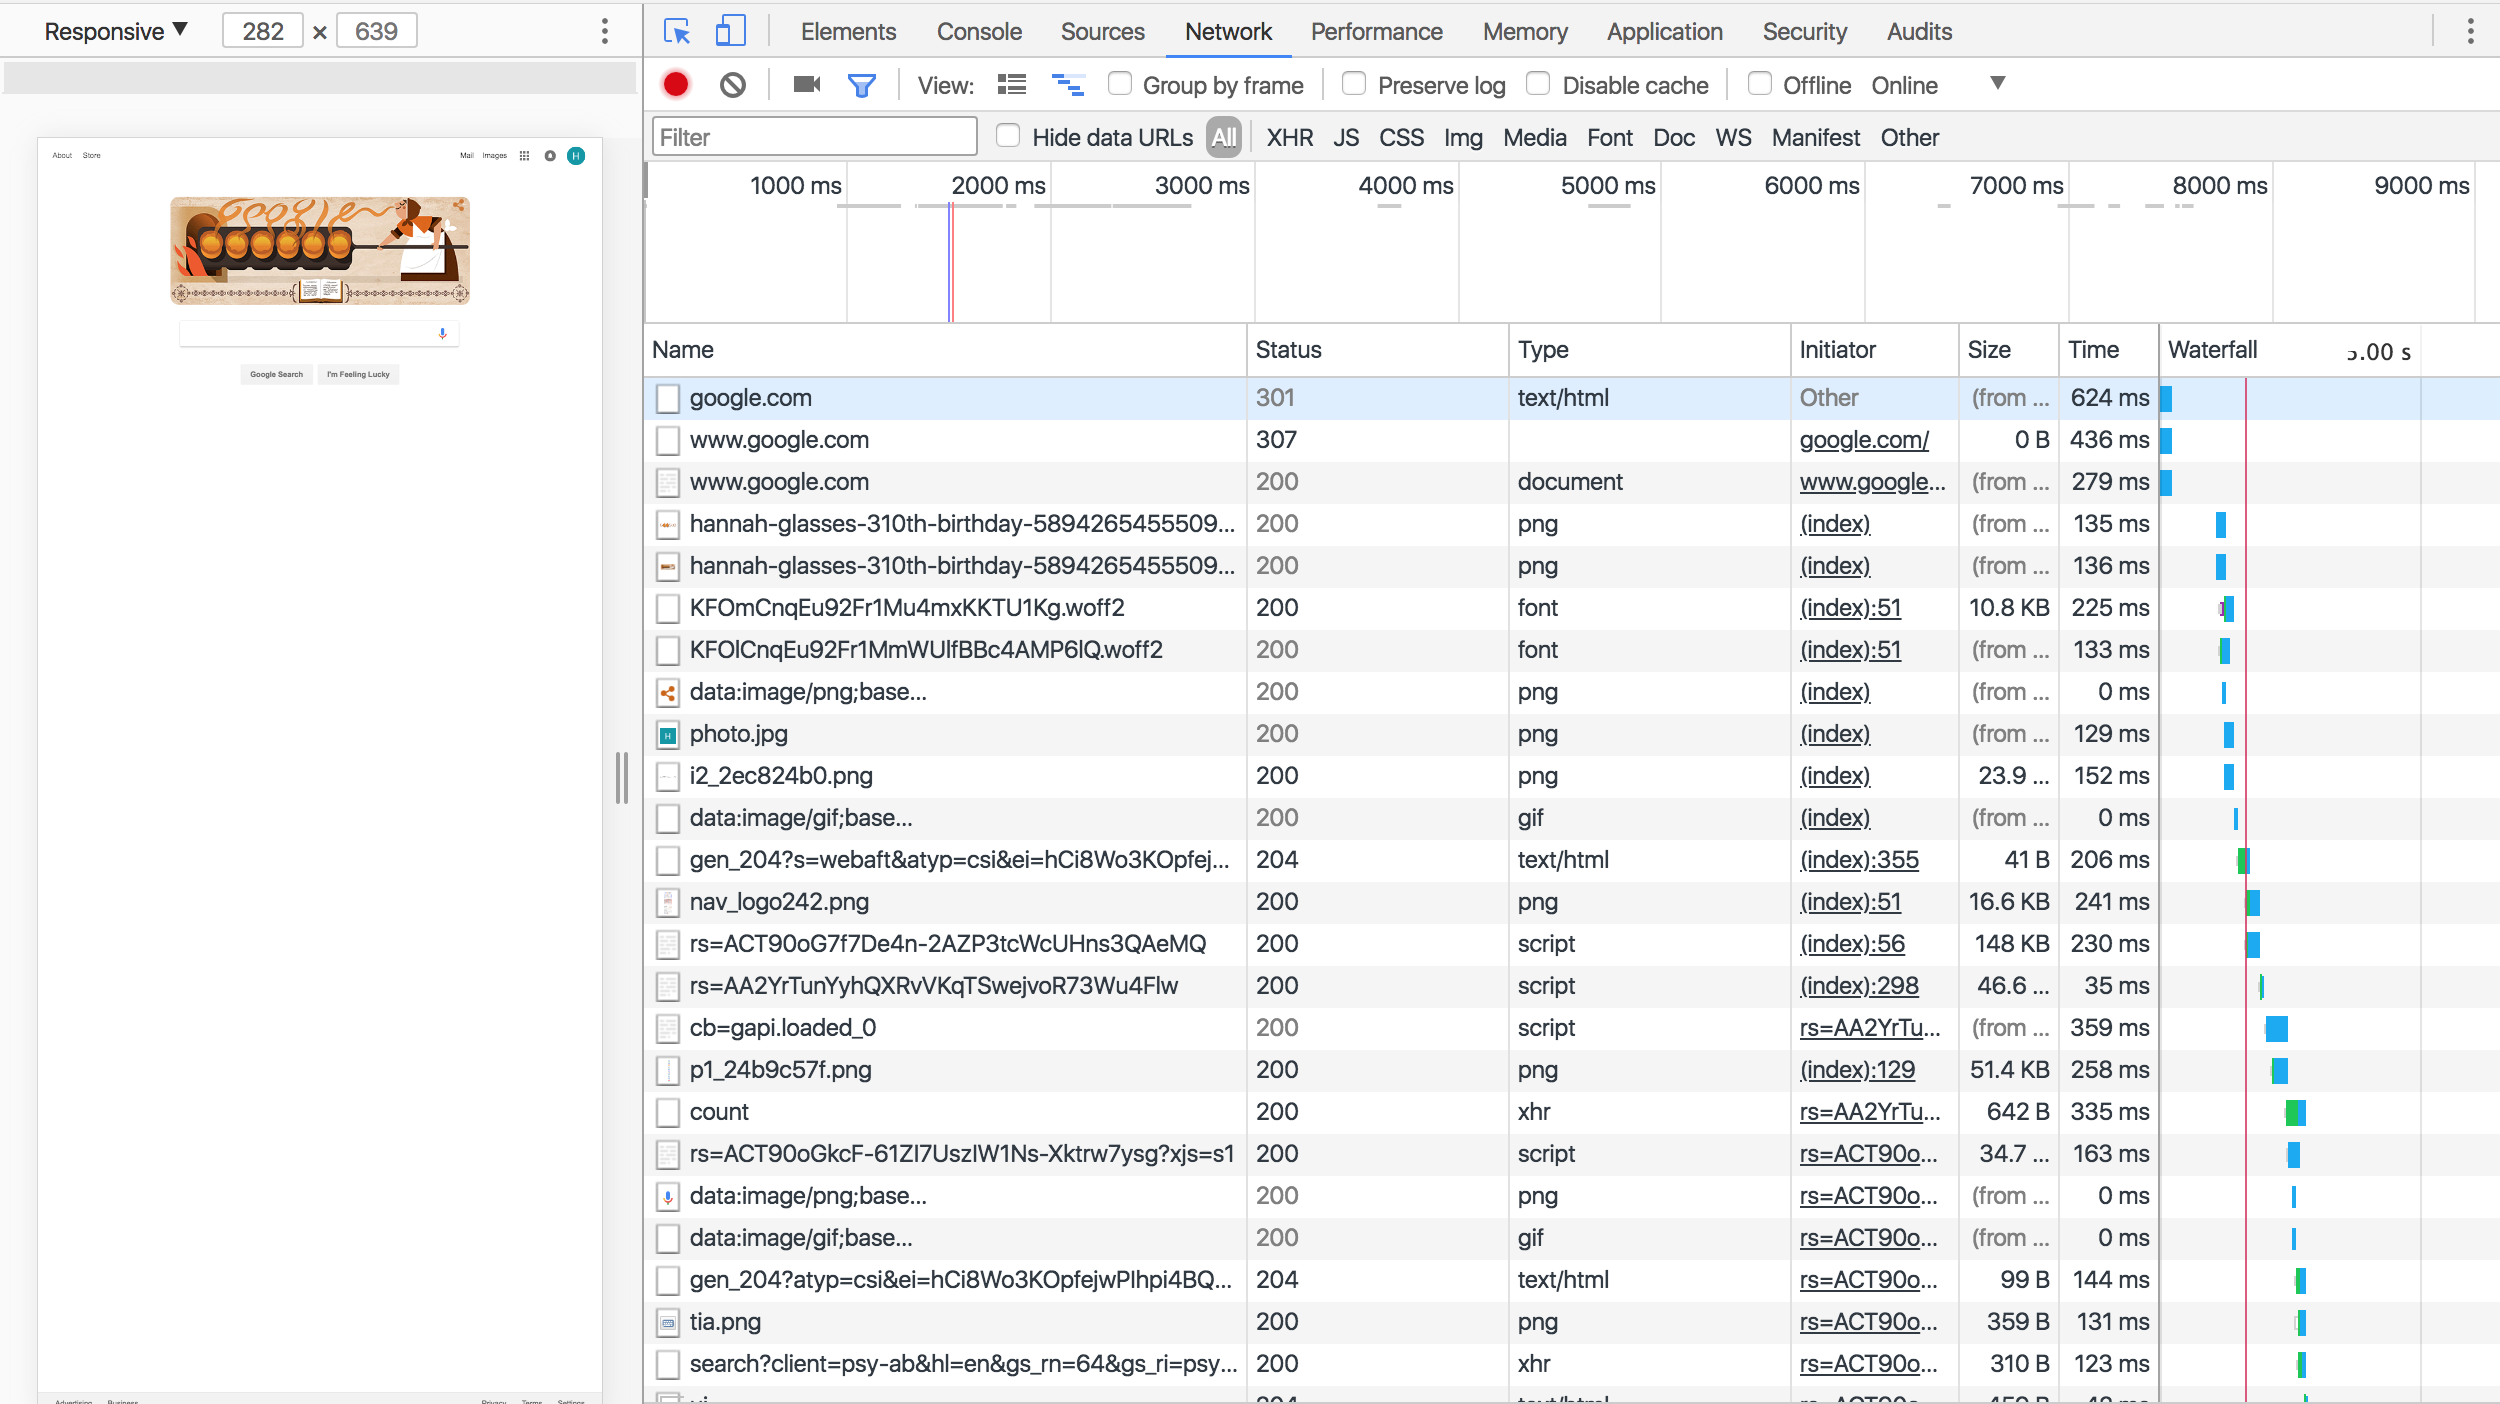 Responsive ▼ 282 × 639
Elements Console Sources Network Performance Memory Application Security Audits
View: Group by frame Preserve log Disable cache Offline Online ▼
Filter Hide data URLs All XHR JS CSS Img Media Font Doc WS Manifest Other
1000 ms 2000 ms 3000 ms 4000 ms 5000 ms 6000 ms 7000 ms 8000 ms 9000 ms
About Store Mail Images H
Google
Google Search I'm Feeling Lucky
Name Status Type Initiator Size Time Waterfall .00 s
google.com 301 text/html Other (from ... 624 ms
www.google.com 307 google.com/ 0 B 436 ms
www.google.com 200 document www.google... (from ... 279 ms
hannah-glasses-310th-birthday-5894265455509... 200 png (index) (from ... 135 ms
hannah-glasses-310th-birthday-5894265455509... 200 png (index) (from ... 136 ms
KFOmCnqEu92Fr1Mu4mxKKTU1Kg.woff2 200 font (index):51 10.8 KB 225 ms
KFOlCnqEu92Fr1MmWUlfBBc4AMP6lQ.woff2 200 font (index):51 (from ... 133 ms
data:image/png;base... 200 png (index) (from ... 0 ms
photo.jpg 200 png (index) (from ... 129 ms
i2_2ec824b0.png 200 png (index) 23.9 ... 152 ms
data:image/gif;base... 200 gif (index) (from ... 0 ms
gen_204?s=webaft&atyp=csi&ei=hCi8Wo3KOpfej... 204 text/html (index):355 41 B 206 ms
nav_logo242.png 200 png (index):51 16.6 KB 241 ms
rs=ACT90oG7f7De4n-2AZP3tcWcUHns3QAeMQ 200 script (index):56 148 KB 230 ms
rs=AA2YrTunYyhQXRvVKqTSwejvoR73Wu4Flw 200 script (index):298 46.6 ... 35 ms
cb=gapi.loaded_0 200 script rs=AA2YrTu... (from ... 359 ms
p1_24b9c57f.png 200 png (index):129 51.4 KB 258 ms
count 200 xhr rs=AA2YrTu... 642 B 335 ms
rs=ACT90oGkcF-61Zl7UszIW1Ns-Xktrw7ysg?xjs=s1 200 script rs=ACT90o... 34.7 ... 163 ms
data:image/png;base... 200 png rs=ACT90o... (from ... 0 ms
data:image/gif;base... 200 gif rs=ACT90o... (from ... 0 ms
gen_204?atyp=csi&ei=hCi8Wo3KOpfejwPlhpi4BQ... 204 text/html rs=ACT90o... 99 B 144 ms
tia.png 200 png rs=ACT90o... 359 B 131 ms
search?client=psy-ab&hl=en&gs_rn=64&gs_ri=psy... 200 xhr rs=ACT90o... 310 B 123 ms
Advertising Business Privacy Terms Settings